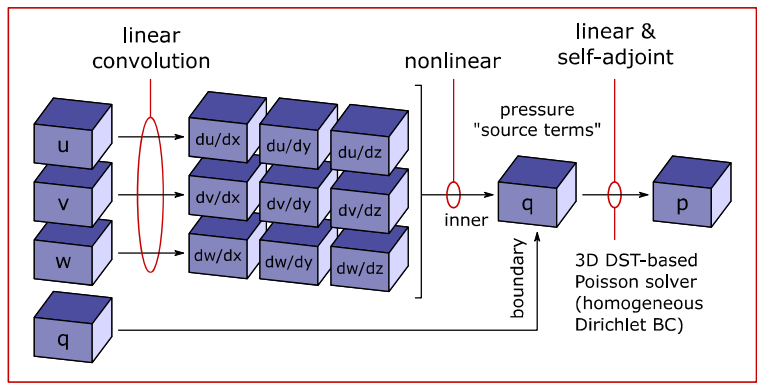 linear
convolution
nonlinear
linear &
self-adjoint
pressure
"source terms"
u
du/dx
du/dy
du/dz
v
dv/dx
dv/dy
dv/dz
q
p
inner
w
dw/dx
dw/dy
dw/dz
boundary
q
3D DST-based
Poisson solver
(homogeneous
Dirichlet BC)